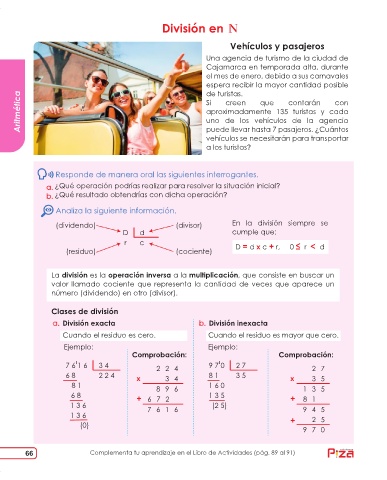 División en N
Vehículos y pasajeros
Una agencia de turismo de la ciudad de
Cajamarca en temporada alta, durante
el mes de enero, debido a sus carnavales
espera recibir la mayor cantidad posible
de turistas.
Si creen que contarán con
aproximadamente 135 turistas y cada
uno de los vehículos de la agencia
puede llevar hasta 7 pasajeros. ¿Cuántos
vehículos se necesitarán para transportar
a los turistas?
Aritmética
Responde de manera oral las siguientes interrogantes.
a. ¿Qué operación podrías realizar para resolver la situación inicial?
b. ¿Qué resultado obtendrías con dicha operación?
Analiza la siguiente información.
(dividendo) D d (divisor)
(residuo) r c (cociente)
En la división siempre se
cumple que:
D = d x c + r, 0 ≤ r < d
La división es la operación inversa a la multiplicación, que consiste en buscar un
valor llamado cociente que representa la cantidad de veces que aparece un
número (dividendo) en otro (divisor).
Clases de división
a. División exacta
Cuando el residuo es cero.
Ejemplo:
7 6'1'6 3 4
6 8 2 2 4
8 1
6 8
1 3 6
1 3 6
(0)
Comprobación:
2 2 4
x 3 4
8 9 6
+ 6 7 2
7 6 1 6
b. División inexacta
Cuando el residuo es mayor que cero.
Ejemplo:
9 7'0 2 7
8 1 3 5
1 6 0
1 3 5
(2 5)
Comprobación:
2 7
x 3 5
1 3 5
+ 8 1
9 4 5
+ 2 5
9 7 0
66
Complementa tu aprendizaje en el Libro de Actividades (pág. 89 al 91)
Piza